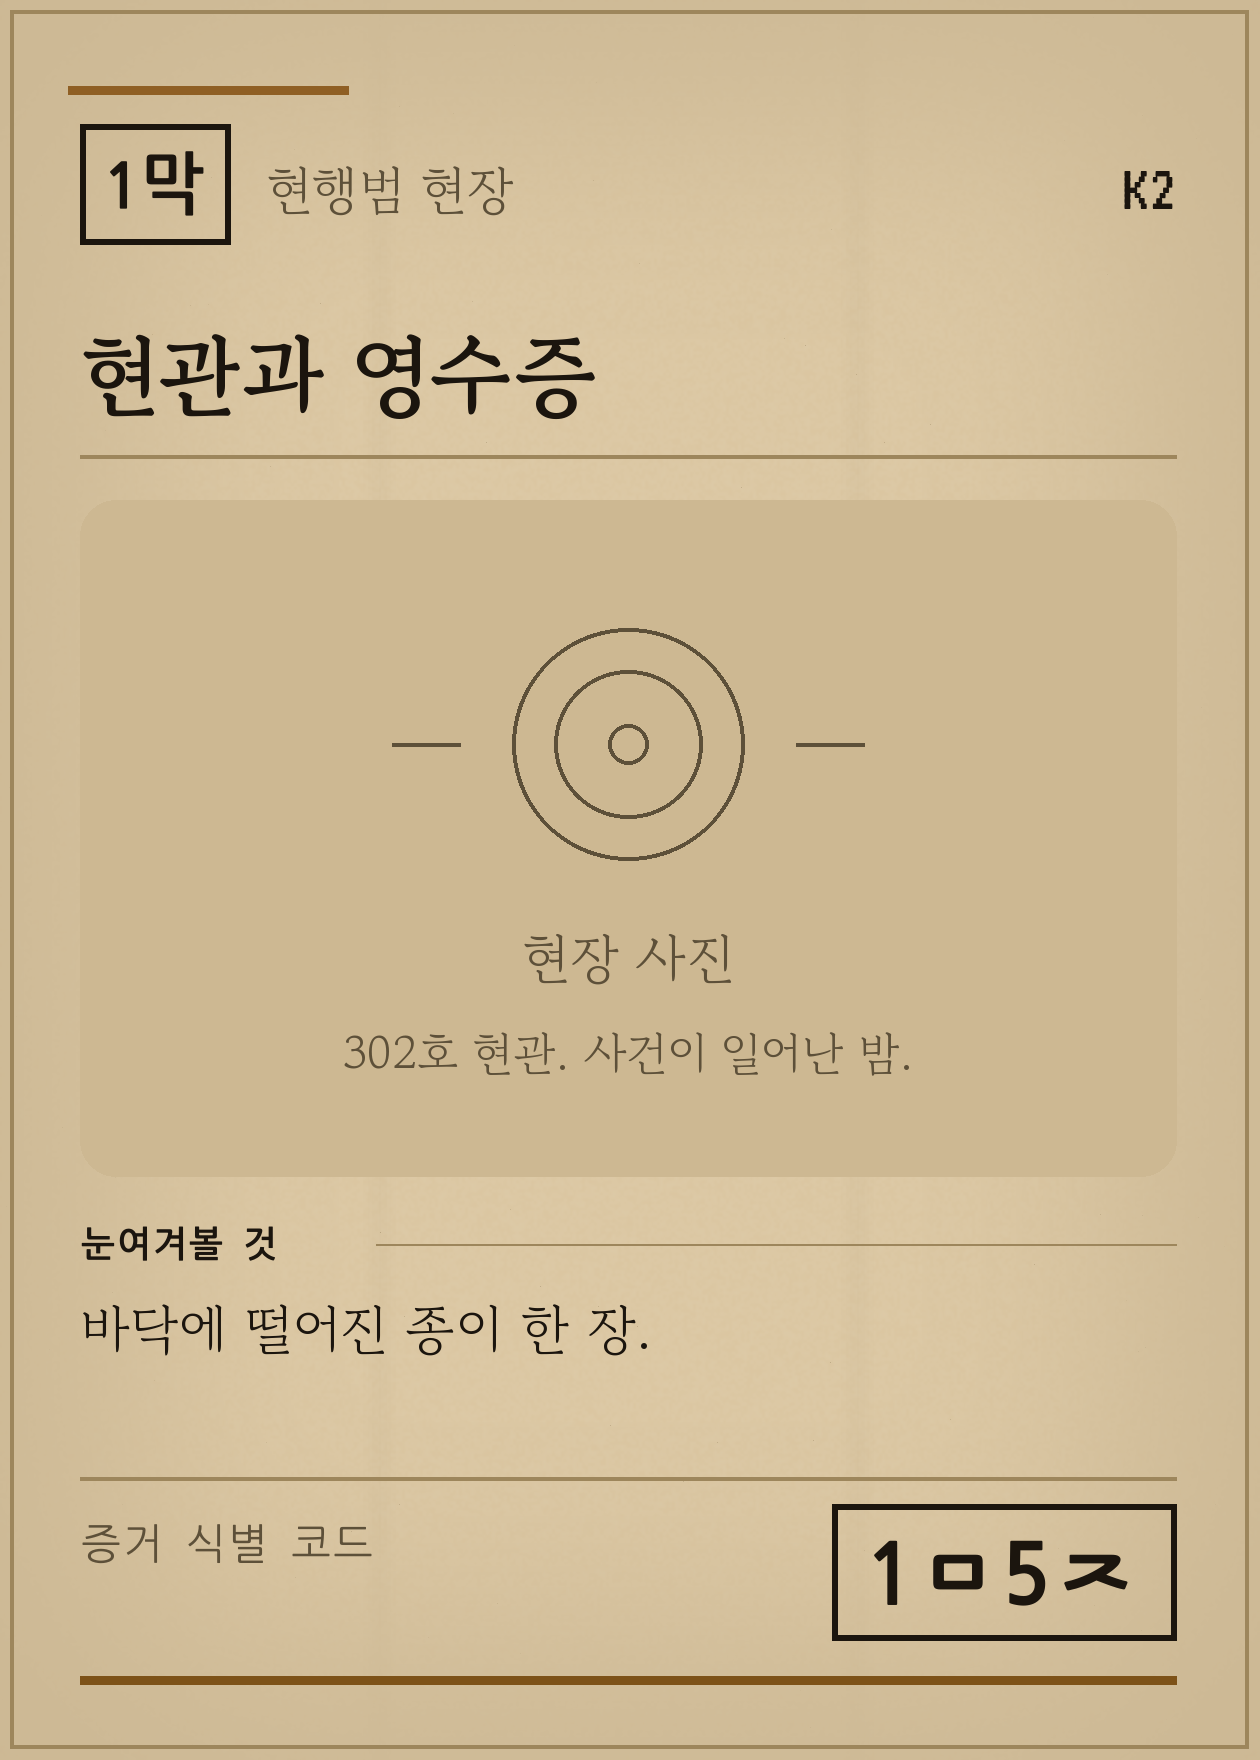 1막 현행범 현장 K2
현관과 영수증
현장 사진
302호 현관. 사건이 일어난 밤.
눈여겨볼 것
바닥에 떨어진 종이 한 장.
증거 식별 코드 1ㅁ5ㅈ